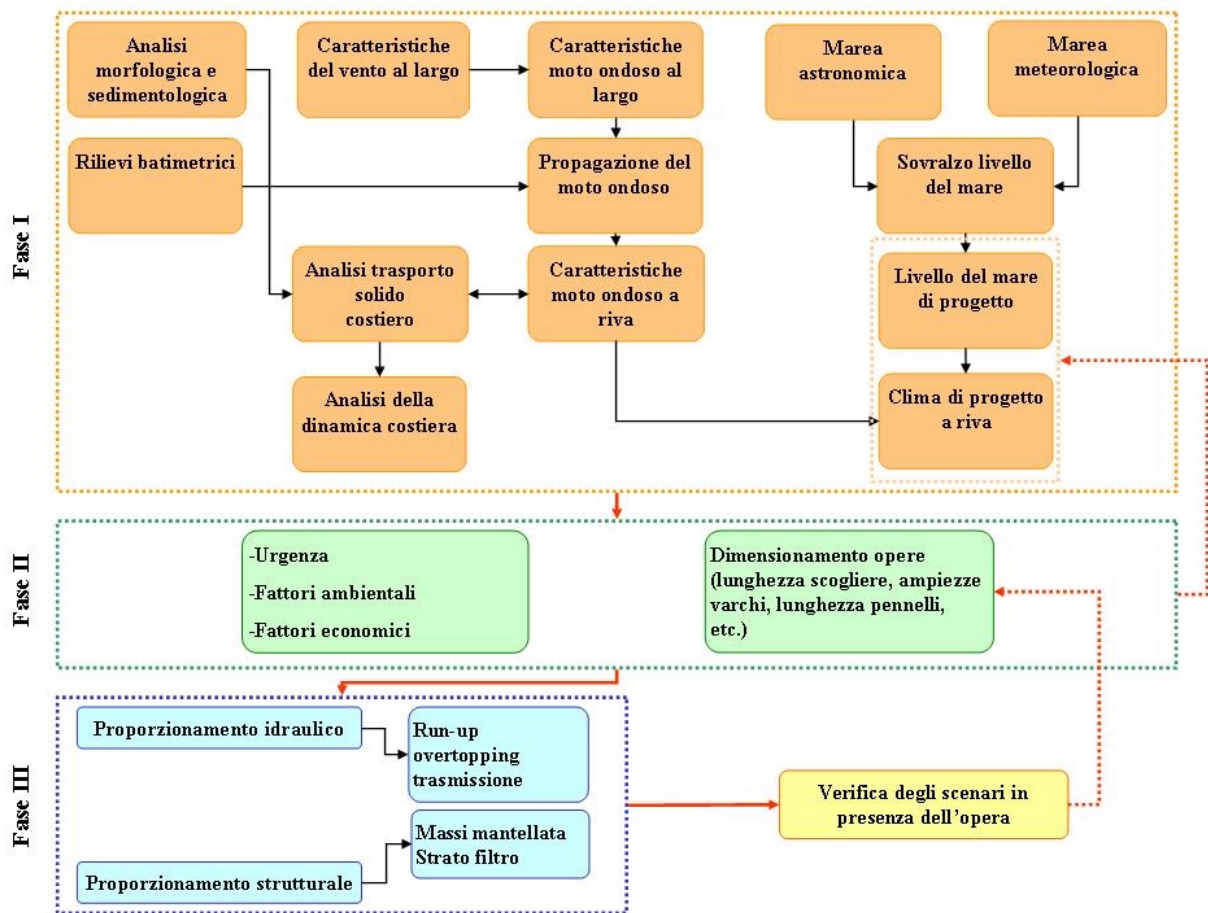 Fase I
Analisi
morfologica e
sedimentologica
Caratteristiche
del vento al largo
Caratteristiche
moto ondoso al
largo
Marea
astronomica
Marea
meteorologica
Rilievi batimetrici
Propagazione del
moto ondoso
Sovralzo livello
del mare
Analisi trasporto
solido
costiero
Caratteristiche
moto ondoso a
riva
Livello del mare
di progetto
Analisi della
dinamica costiera
Clima di progetto
a riva
Fase II
-Urgenza
-Fattori ambientali
-Fattori economici
Dimensionamento opere
(lunghezza scogliere, ampiezze
varchi, lunghezza pennelli,
etc.)
Fase III
Proporzionamento idraulico
Run-up
overtopping
trasmissione
Proporzionamento strutturale
Massi mantellata
Strato filtro
Verifica degli scenari in
presenza dell'opera